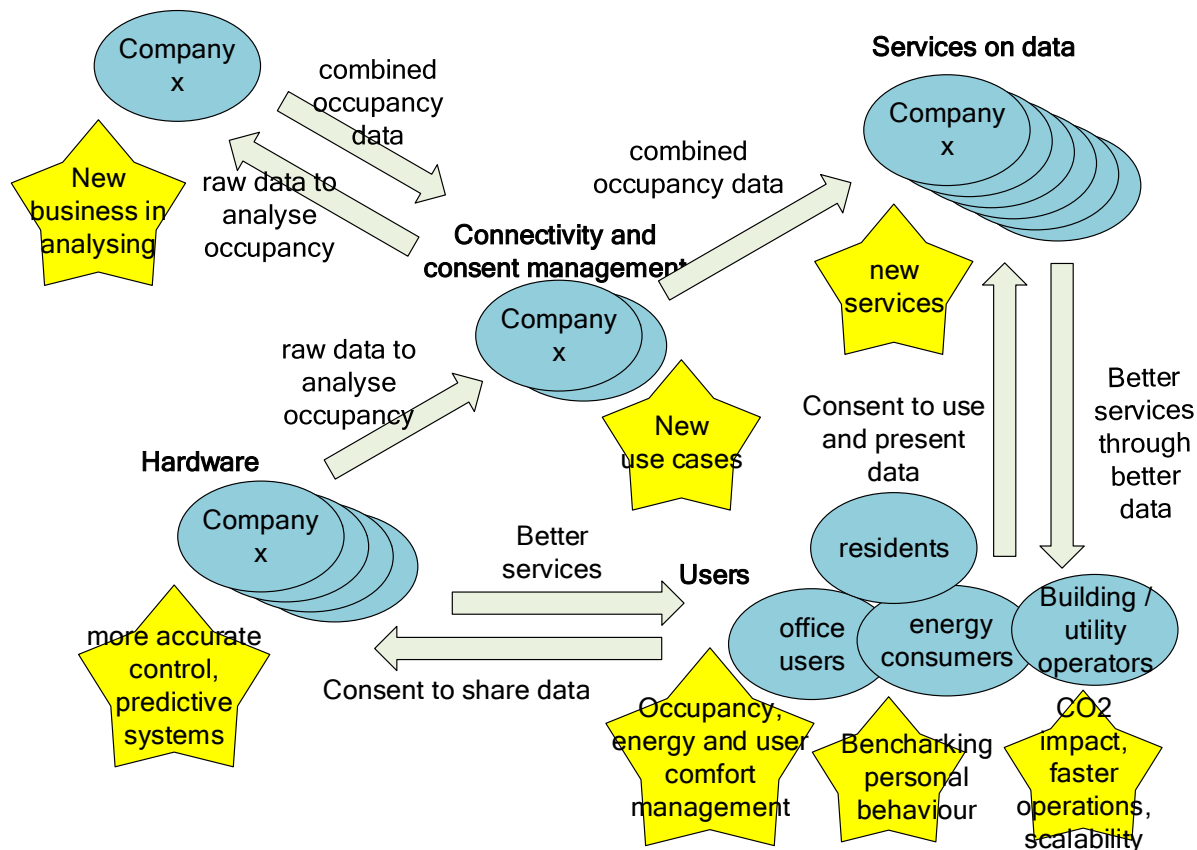 Company
x
combined
occupancy
data
New
business in
analysing
raw data to
analyse
occupancy
Services on data
Company
x
combined
occupancy data
new
services
Connectivity and
consent management
Company
x
New
use cases
raw data to
analyse
occupancy
Hardware
Company
x
more accurate
control,
predictive
systems
Better
services
Consent to share data
Consent to use
and present
data
Better
services
through
better
data
Users
residents
office
users
energy
consumers
Building /
utility
operators
Occupancy,
energy and user
comfort
management
Bencharking
personal
behaviour
CO2
impact,
faster
operations,
scalability